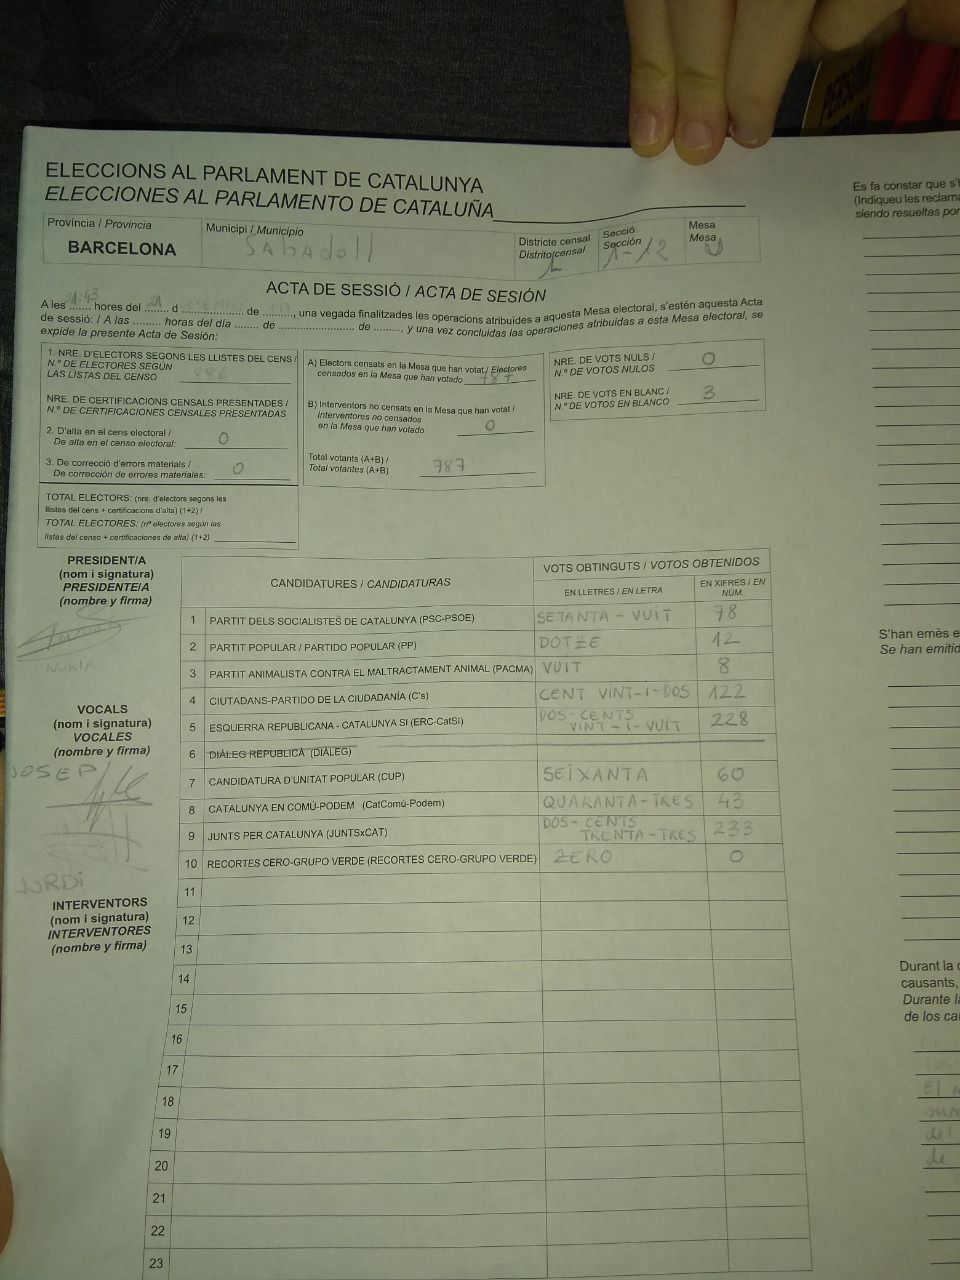 ELECCIONS AL PARLAMENT DE CATALUNYA
ELECCIONES AL PARLAMENTO DE CATALUÑA
Província / Provincia
BARCELONA
Municipi / Municipio
Sabadell
Districte censal
Distrito censal
1
Secció
Sección
1-12
Mesa
Mesa
U
ACTA DE SESSIÓ / ACTA DE SESIÓN
A les 21:43 hores del 21 d ........ de ........, una vegada finalitzades les operacions atribuïdes a aquesta Mesa electoral, s'estén aquesta Acta
de sessió: / A las ......... horas del día ........ de ........................ de ........, y una vez concluidas las operaciones atribuidas a esta Mesa electoral, se
expide la presente Acta de Sesión:
1. NRE. D'ELECTORS SEGONS LES LLISTES DEL CENS /
N.º DE ELECTORES SEGÚN
LAS LISTAS DEL CENSO
NRE. DE CERTIFICACIONS CENSALS PRESENTADES /
N.º DE CERTIFICACIONES CENSALES PRESENTADAS
2. D'alta en el cens electoral /
De alta en el censo electoral: 0
3. De correcció d'errors materials /
De corrección de errores materiales: 0
TOTAL ELECTORS: (nre. d'electors segons les
llistes del cens + certificacions d'alta) (1+2) /
TOTAL ELECTORES: (nº electores según las
listas del censo + certificaciones de alta) (1+2)
A) Electors censats en la Mesa que han votat / Electores
censados en la Mesa que han votado 787
B) Interventors no censats en la Mesa que han votat /
Interventores no censados
en la Mesa que han votado 0
Total votants (A+B) /
Total votantes (A+B) 787
NRE. DE VOTS NULS /
N.º DE VOTOS NULOS 0
NRE. DE VOTS EN BLANC /
N.º DE VOTOS EN BLANCO 3
PRESIDENT/A
(nom i signatura)
PRESIDENTE/A
(nombre y firma)
NURIA
VOCALS
(nom i signatura)
VOCALES
(nombre y firma)
JOSEP
JORDi
INTERVENTORS
(nom i signatura)
INTERVENTORES
(nombre y firma)
CANDIDATURES / CANDIDATURAS
VOTS OBTINGUTS / VOTOS OBTENIDOS
EN LLETRES / EN LETRA
EN XIFRES / EN
NÚM.
1 PARTIT DELS SOCIALISTES DE CATALUNYA (PSC-PSOE) SETANTA-VUIT 78
2 PARTIT POPULAR / PARTIDO POPULAR (PP) DOTZE 12
3 PARTIT ANIMALISTA CONTRA EL MALTRACTAMENT ANIMAL (PACMA) VUIT 8
4 CIUTADANS-PARTIDO DE LA CIUDADANÍA (C's) CENT VINT-I-DOS 122
5 ESQUERRA REPUBLICANA - CATALUNYA SI (ERC-CatSI) DOS-CENTS
VINT-I-VUIT 228
6 DIÀLEG REPUBLICÀ (DIÀLEG)
7 CANDIDATURA D'UNITAT POPULAR (CUP) SEIXANTA 60
8 CATALUNYA EN COMÚ-PODEM (CatComú-Podem) QUARANTA-TRES 43
9 JUNTS PER CATALUNYA (JUNTSxCAT) DOS-CENTS
TRENTA-TRES 233
10 RECORTES CERO-GRUPO VERDE (RECORTES CERO-GRUPO VERDE) ZERO 0
11
12
13
14
15
16
17
18
19
20
21
22
23
Es fa constar que s'h
(Indiqueu les reclama
siendo resueltas por
S'han emès e
Se han emitid
Durant la
causants,
Durante la
de los ca
El
del
de